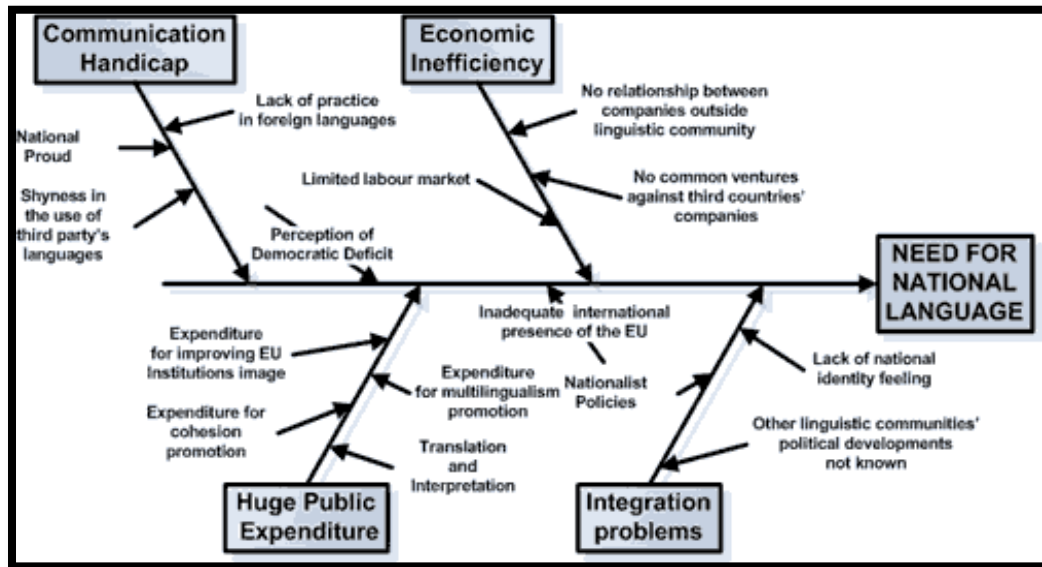 Communication
Handicap
Economic
Inefficiency
Lack of practice
in foreign languages
National
Proud
Shyness in
the use of
third party's
languages
No relationship between
companies outside
linguistic community
Limited labour market
No common ventures
against third countries'
companies
Perception of
Democratic Deficit
NEED FOR
NATIONAL
LANGUAGE
Expenditure
for improving EU
Institutions image
Expenditure
for multilingualism
promotion
Expenditure for
cohesion
promotion
Translation
and
Interpretation
Inadequate international
presence of the EU
Nationalist
Policies
Lack of national
identity feeling
Other linguistic communities'
political developments
not known
Huge Public
Expenditure
Integration
problems